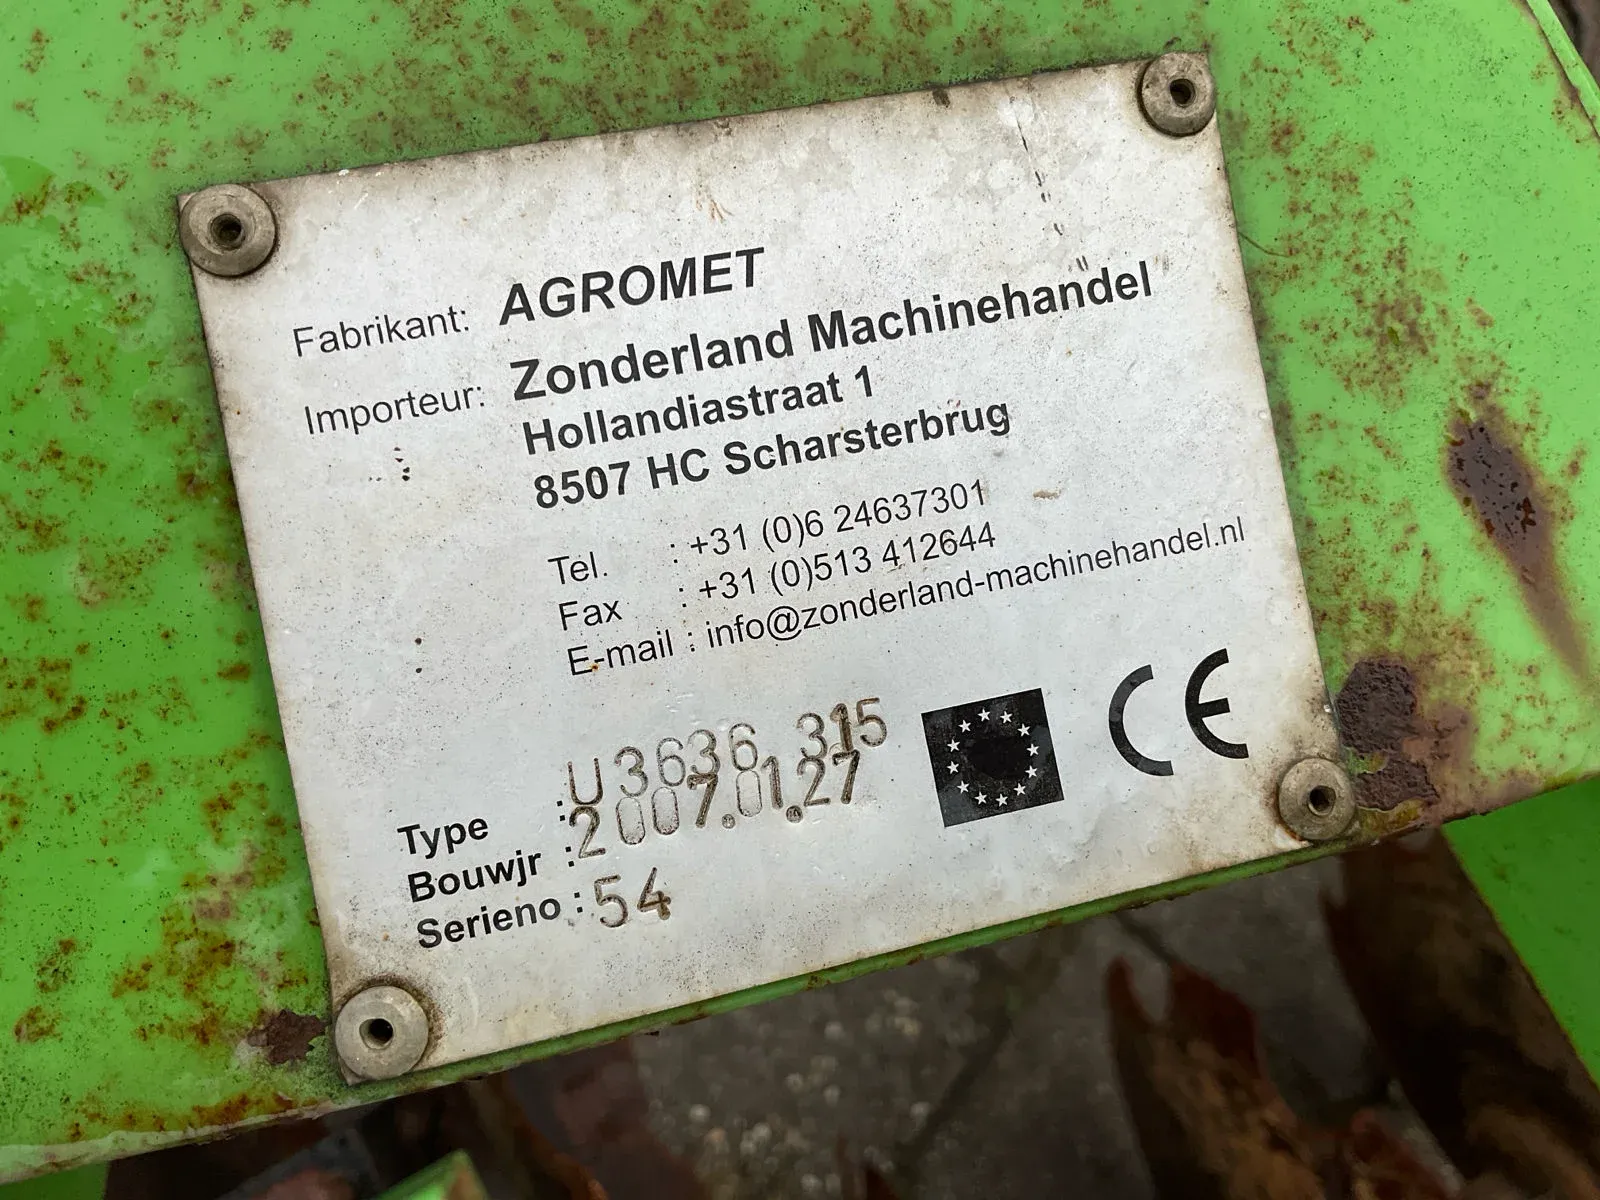 Fabrikant: AGROMET
Importeur: Zonderland Machinehandel
Hollandiastraat 1
8507 HC Scharsterbrug
Tel. : +31 (0)6 24637301
Fax : +31 (0)513 412644
E-mail : info@zonderland-machinehandel.nl
Type : U3636 315
Bouwjr : 2007.01.27
Serieno : 54
CE